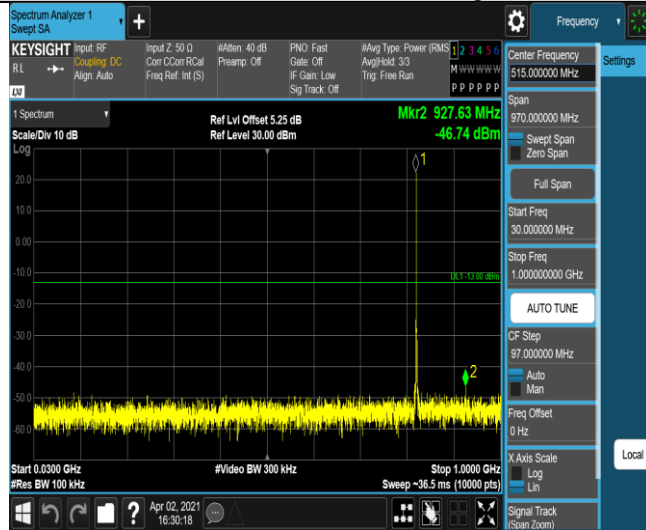 Spectrum Analyzer 1
Swept SA
+
Frequency
KEYSIGHT
RL
LXI
Input: RF
Coupling: DC
Align: Auto
Input Z: 50 Ω
Corr CCorr RCal
Freq Ref: Int (S)
#Atten: 40 dB
Preamp: Off
PNO: Fast
Gate: Off
IF Gain: Low
Sig Track: Off
#Avg Type: Power (RMS
Avg|Hold: 3/3
Trig: Free Run
1 2 3 4 5 6
M W W W W W
P P P P P P
1 Spectrum
Scale/Div 10 dB
Ref Lvl Offset 5.25 dB
Ref Level 30.00 dBm
Mkr2 927.63 MHz
-46.74 dBm
Log
20.0
10.0
0.00
-10.0
-20.0
-30.0
-40.0
-50.0
-60.0
1
DL1 -13.00 dBm
2
Start 0.0300 GHz
#Res BW 100 kHz
#Video BW 300 kHz
Stop 1.0000 GHz
Sweep ~36.5 ms (10000 pts)
?
Apr 02, 2021
16:30:18
Center Frequency
515.000000 MHz
Span
970.000000 MHz
Swept Span
Zero Span
Full Span
Start Freq
30.000000 MHz
Stop Freq
1.000000000 GHz
AUTO TUNE
CF Step
97.000000 MHz
Auto
Man
Freq Offset
0 Hz
X Axis Scale
Log
Lin
Signal Track
(Span Zoom)
Settings
Local